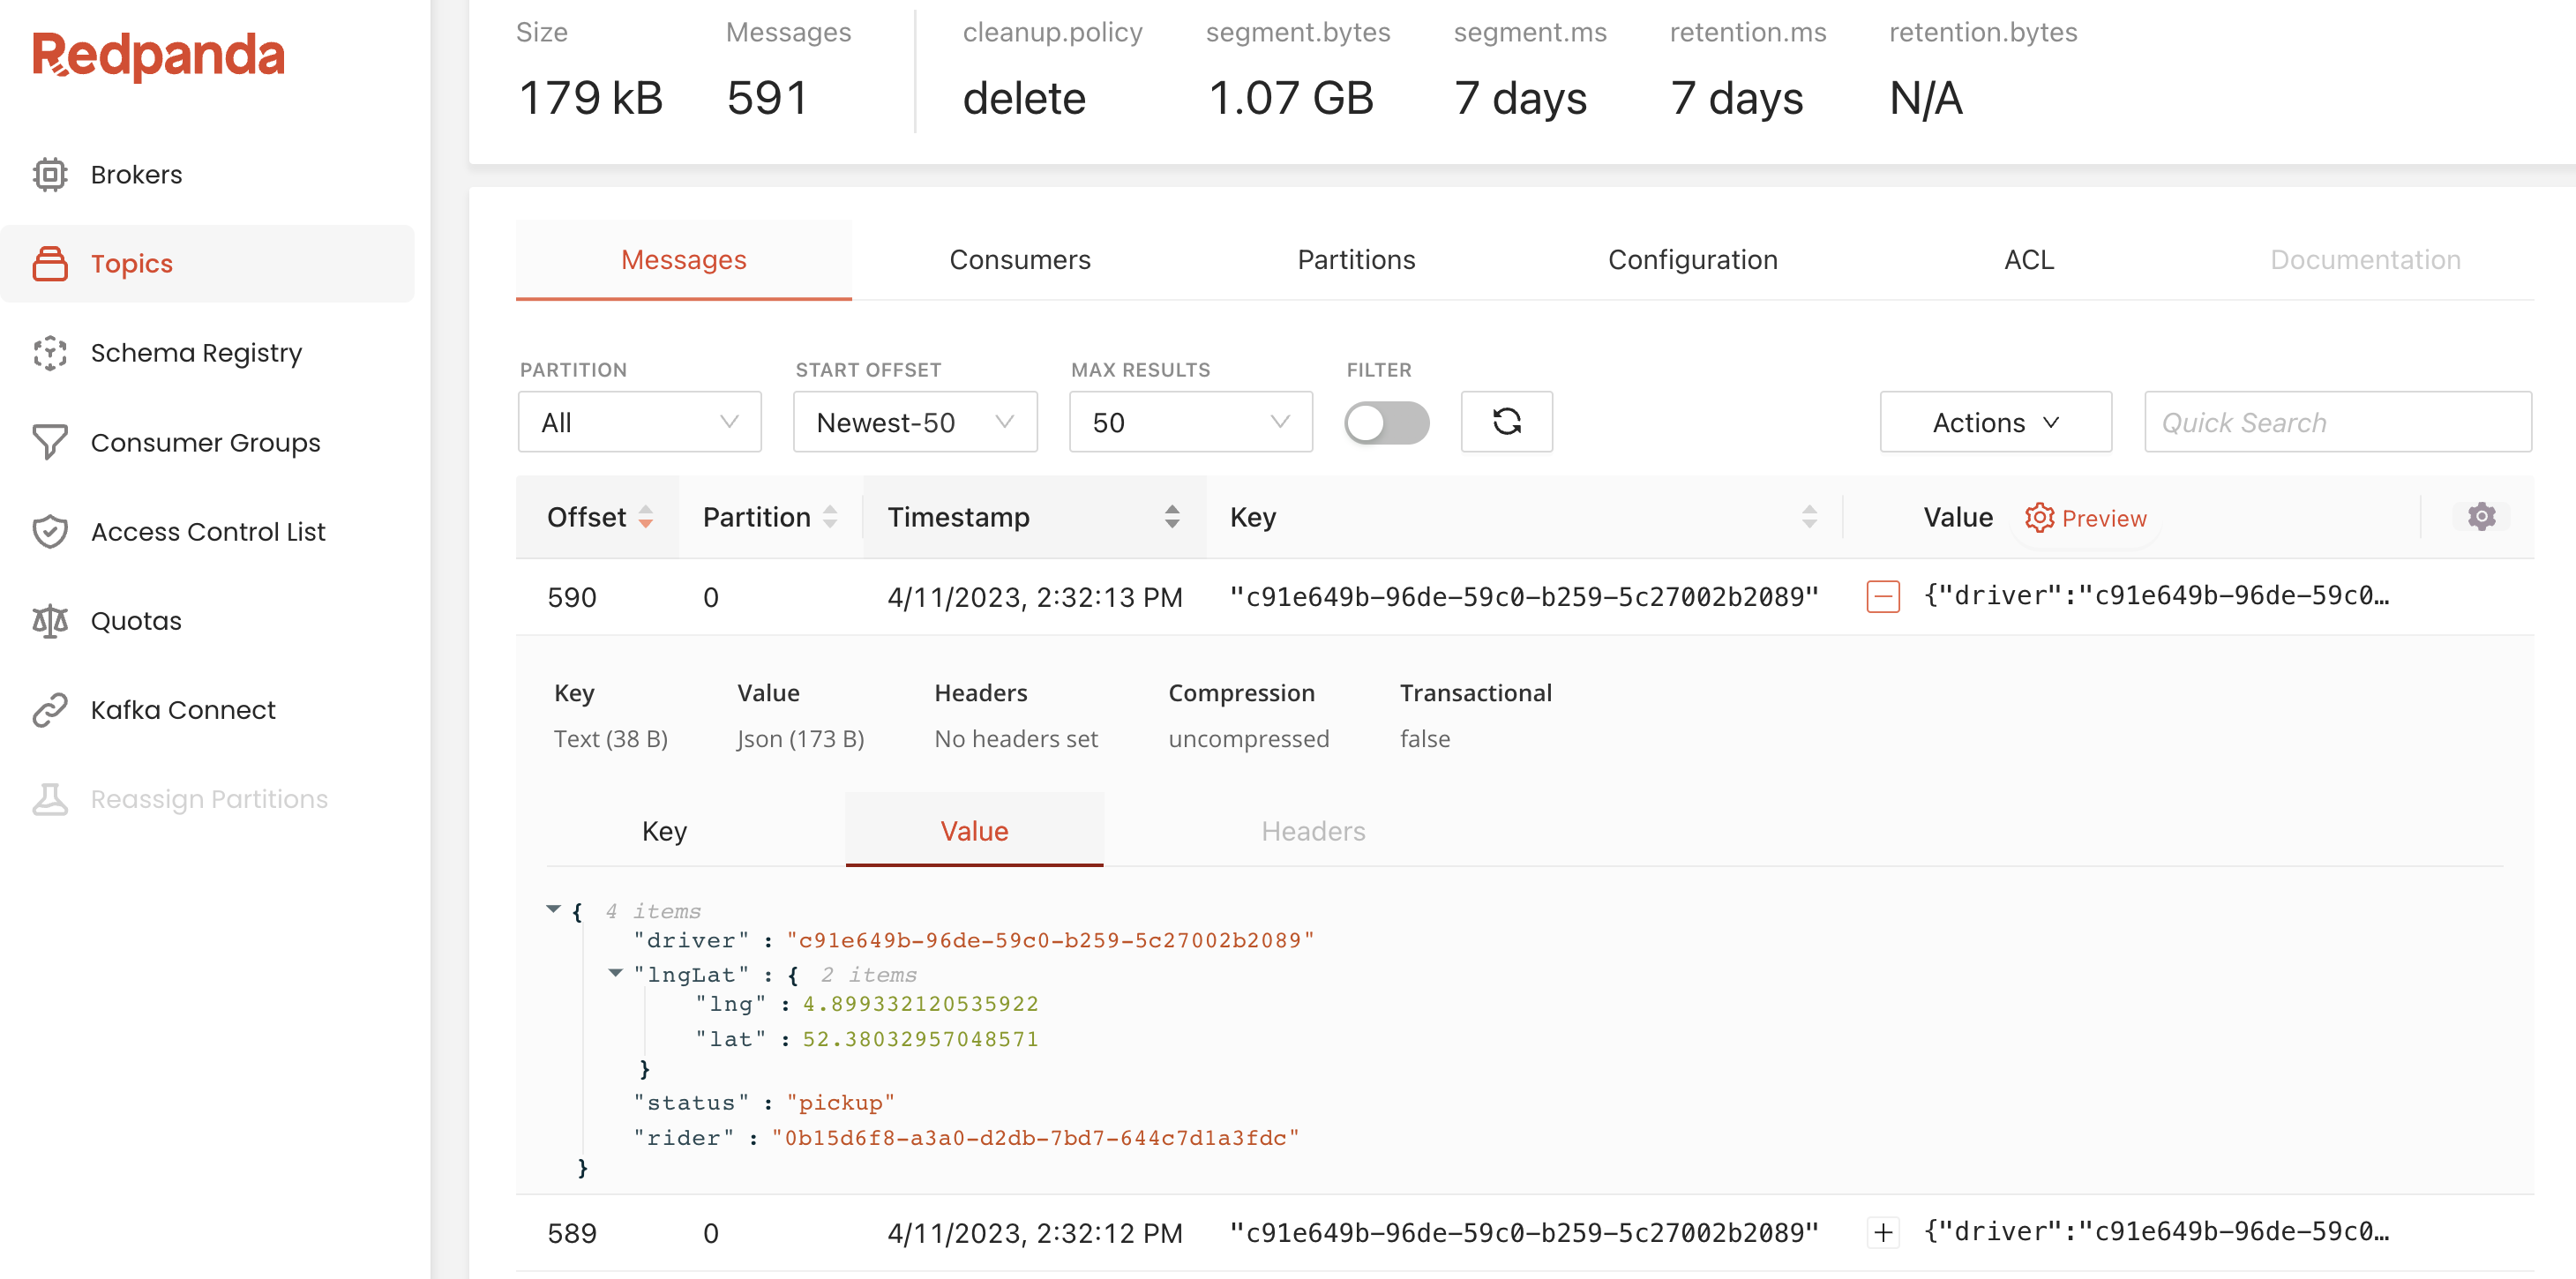 Redpanda
Brokers
Topics
Schema Registry
Consumer Groups
Access Control List
Quotas
Kafka Connect
Reassign Partitions
Size Messages cleanup.policy segment.bytes segment.ms retention.ms retention.bytes
179 kB 591 delete 1.07 GB 7 days 7 days N/A
Messages Consumers Partitions Configuration ACL Documentation
PARTITION START OFFSET MAX RESULTS FILTER
All Newest-50 50 Actions Quick Search
Offset Partition Timestamp Key Value Preview
590 0 4/11/2023, 2:32:13 PM "c91e649b-96de-59c0-b259-5c27002b2089" {"driver":"c91e649b-96de-59c0…
Key Value Headers Compression Transactional
Text (38 B) Json (173 B) No headers set uncompressed false
Key Value Headers
{ 4 items
"driver" : "c91e649b-96de-59c0-b259-5c27002b2089"
"lngLat" : { 2 items
"lng" : 4.899332120535922
"lat" : 52.38032957048571
}
"status" : "pickup"
"rider" : "0b15d6f8-a3a0-d2db-7bd7-644c7d1a3fdc"
}
589 0 4/11/2023, 2:32:12 PM "c91e649b-96de-59c0-b259-5c27002b2089" {"driver":"c91e649b-96de-59c0…